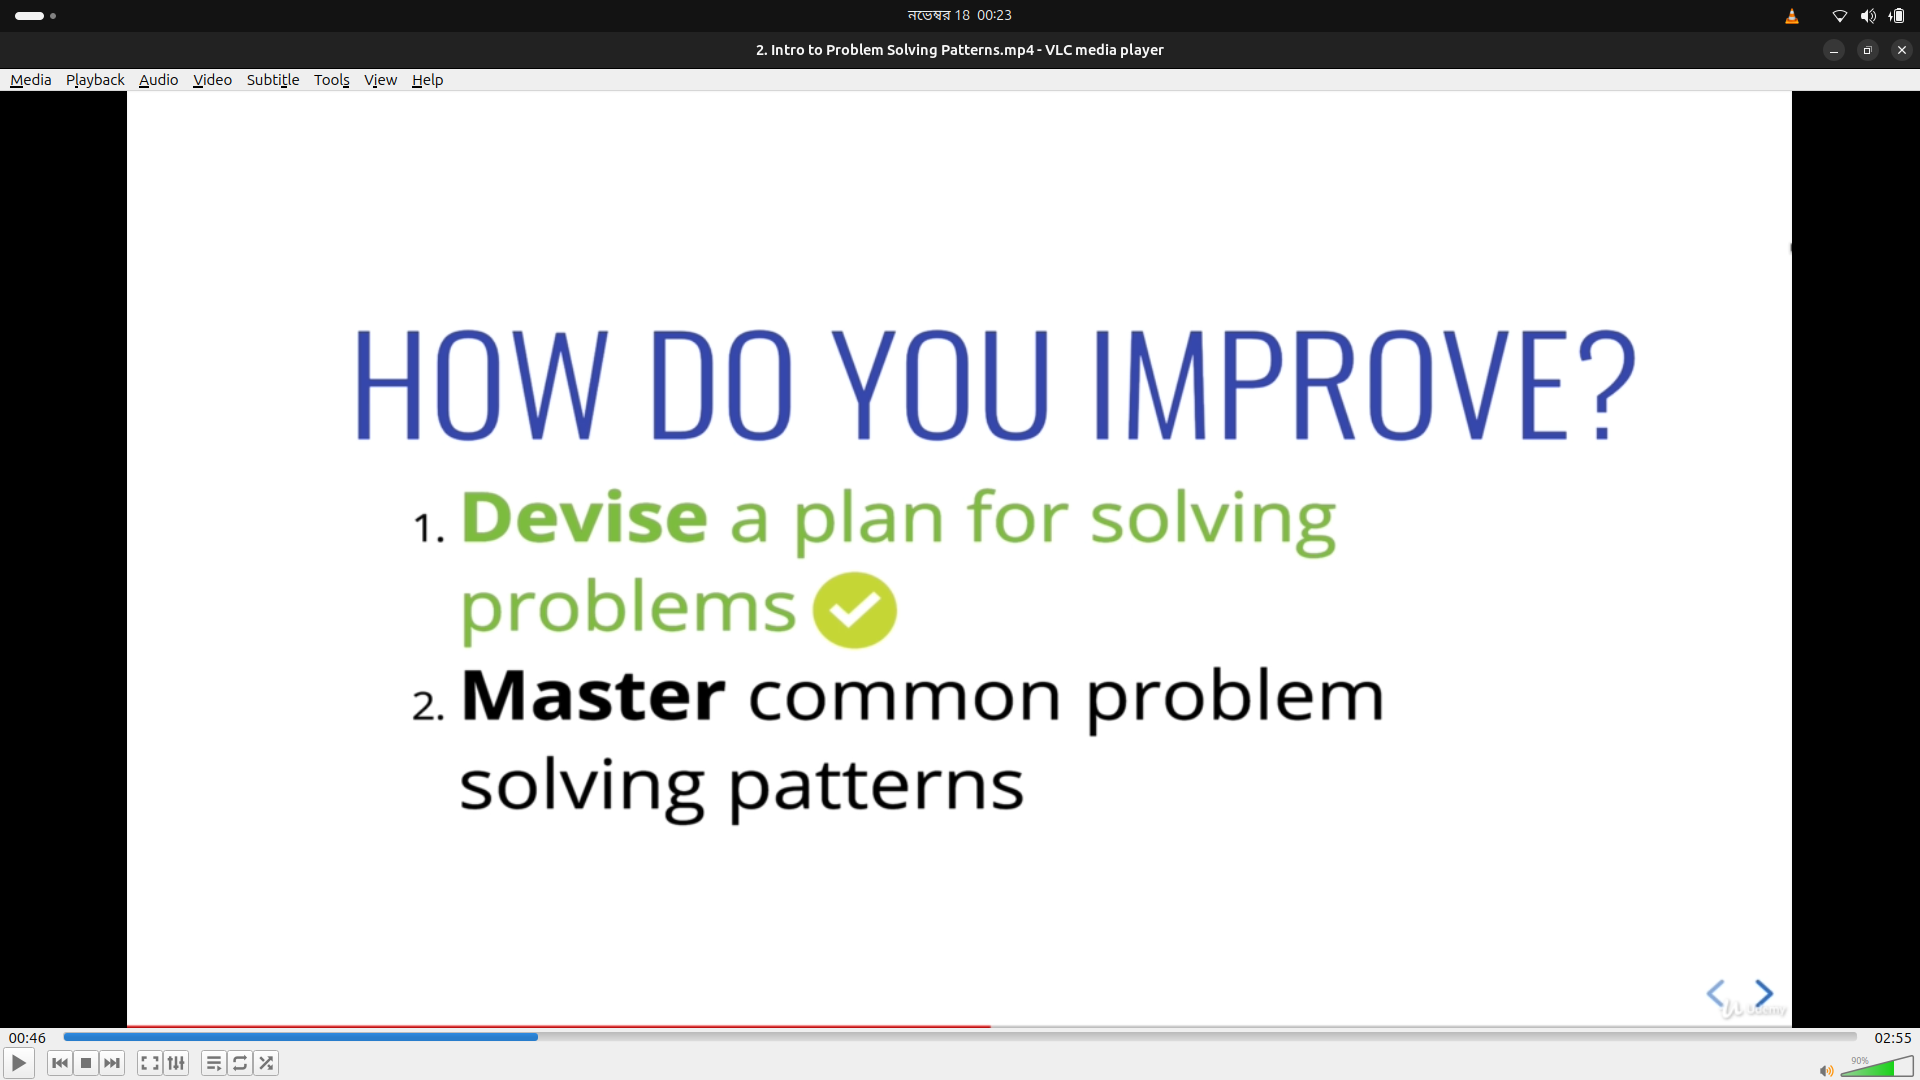 নভেম্বর 18 00:23
2. Intro to Problem Solving Patterns.mp4 - VLC media player
Media Playback Audio Video Subtitle Tools View Help
HOW DO YOU IMPROVE?
1. Devise a plan for solving
problems
2. Master common problem
solving patterns
Udemy
00:46 02:55
90%